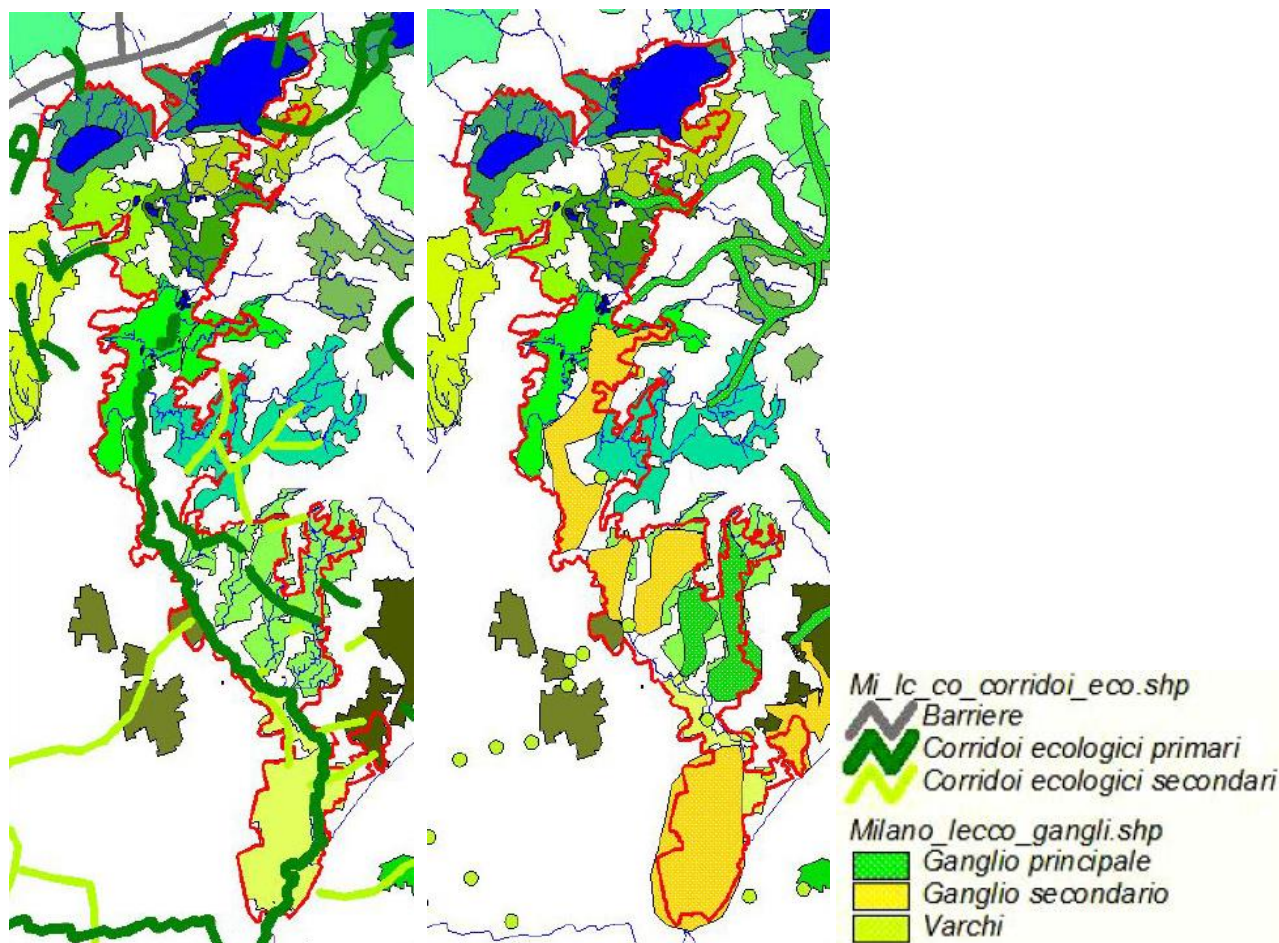 Mi_lc_co_corridoi_eco.shp
Barriere
Corridoi ecologici primari
Corridoi ecologici secondari
Milano_lecco_gangli.shp
Ganglio principale
Ganglio secondario
Varchi